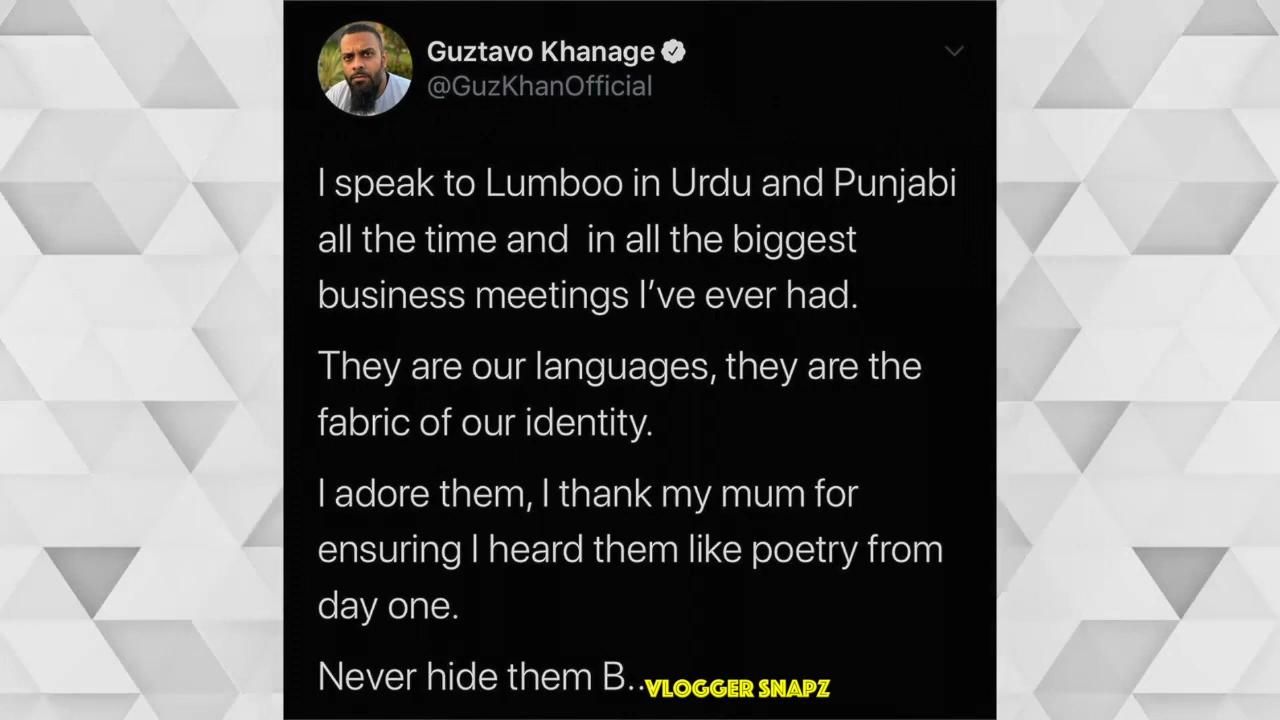 Guztavo Khanage
@GuzKhanOfficial
I speak to Lumboo in Urdu and Punjabi
all the time and  in all the biggest
business meetings I've ever had.
They are our languages, they are the
fabric of our identity.
I adore them, I thank my mum for
ensuring I heard them like poetry from
day one.
Never hide them B..
VLOGGER SNAPZ